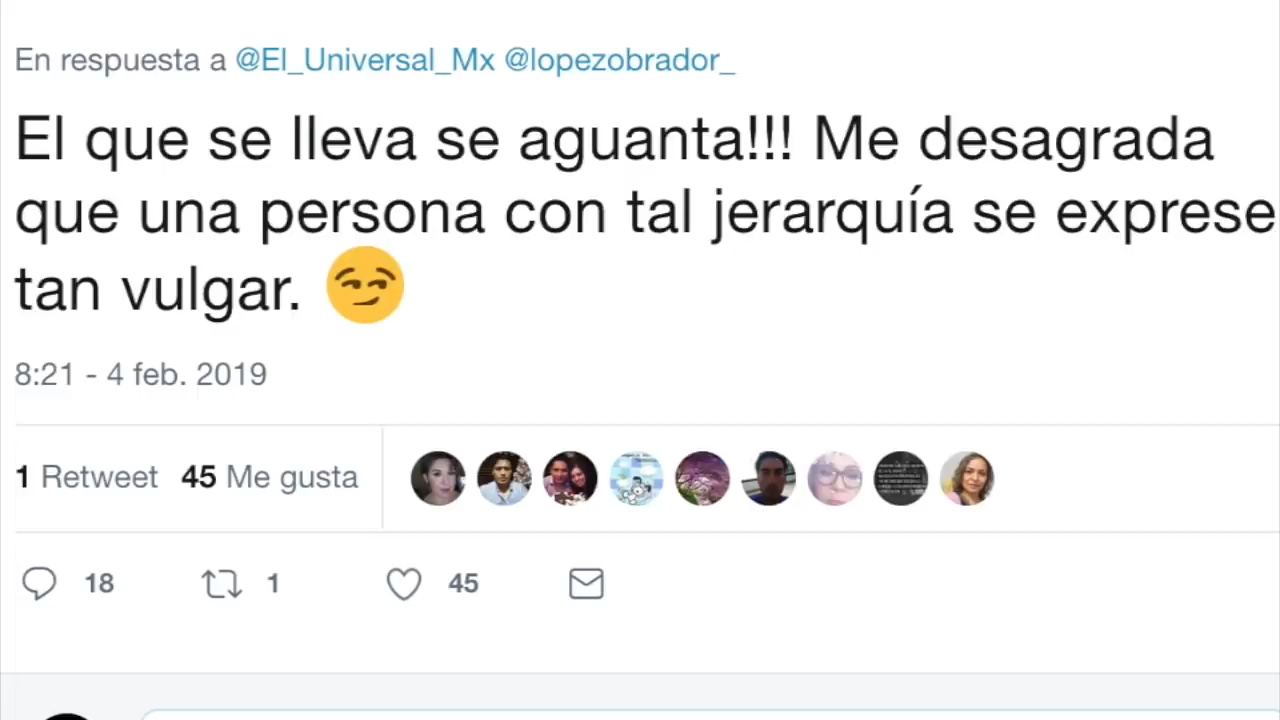 En respuesta a @El_Universal_Mx @lopezobrador_
El que se lleva se aguanta!!! Me desagrada
que una persona con tal jerarquía se exprese
tan vulgar. 😏
8:21 - 4 feb. 2019
1 Retweet 45 Me gusta
18 1 45